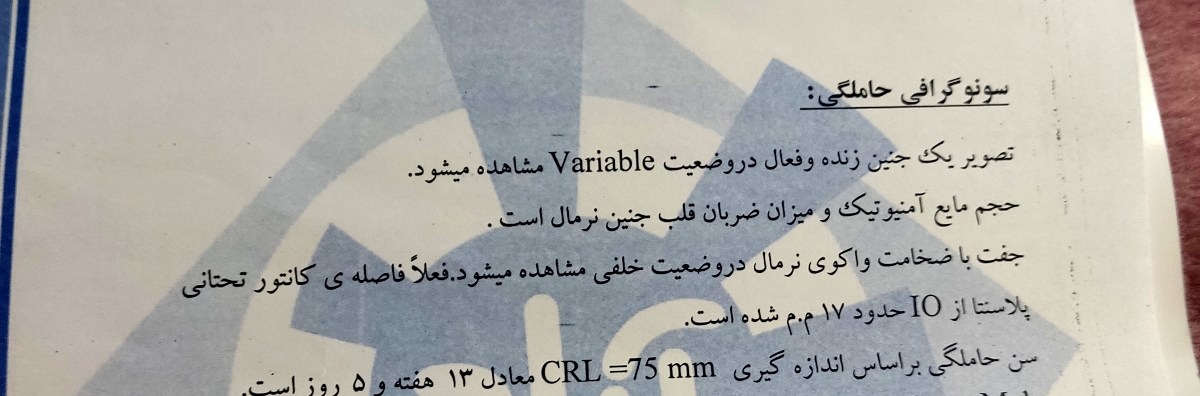 سونوگرافی حاملگی:
تصویر یک جنین زنده وفعال دروضعیت Variable مشاهده میشود.
حجم مایع آمنیوتیک و میزان ضربان قلب جنین نرمال است .
جفت با ضخامت واکوی نرمال دروضعیت خلفی مشاهده میشود.فعلاً فاصله ی کانتور تحتانی
پلاسنتا از IO حدود ۱۷ م.م شده است.
سن حاملگی براساس اندازه گیری CRL =75 mm معادل ۱۳ هفته و ۵ روز است.